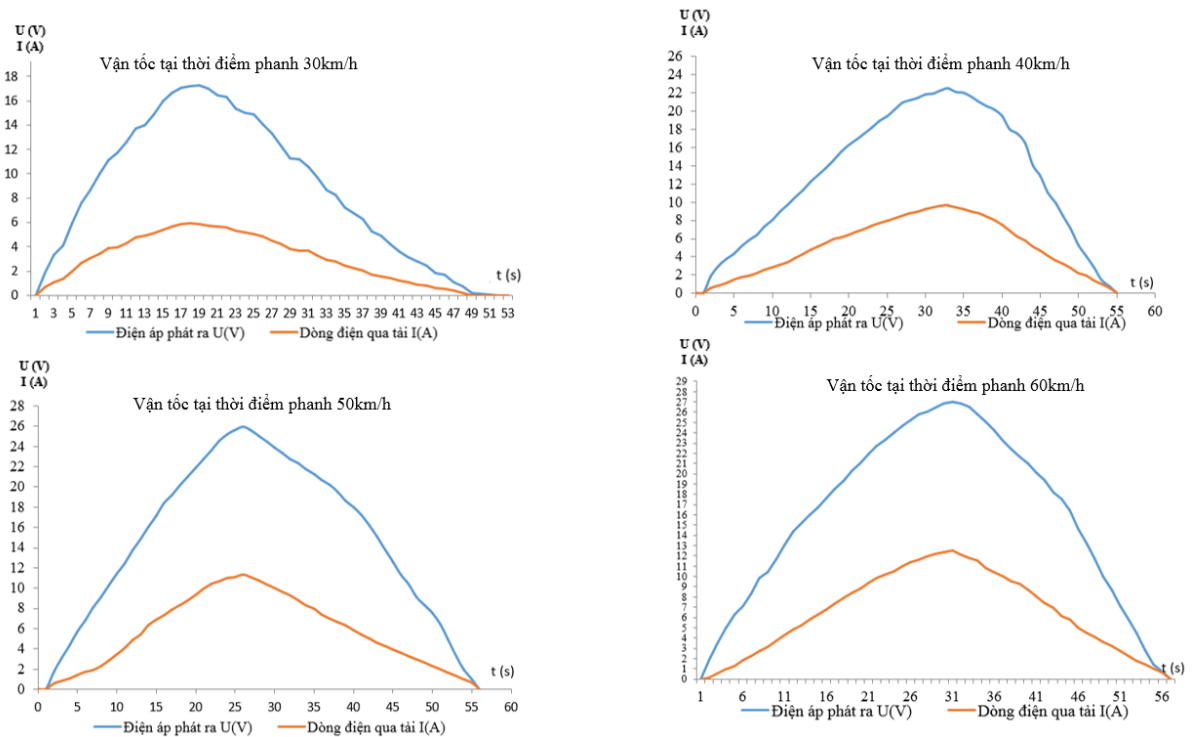 U (V)
I (A)
Vận tốc tại thời điểm phanh 30km/h
18
16
14
12
10
8
6
4
2
0
t (s)
1 3 5 7 9 11 13 15 17 19 21 23 25 27 29 31 33 35 37 39 41 43 45 47 49 51 53
Điện áp phát ra U(V) Dòng điện qua tải I(A)
U (V)
I (A)
Vận tốc tại thời điểm phanh 40km/h
26
24
22
20
18
16
14
12
10
8
6
4
2
0
t (s)
0 5 10 15 20 25 30 35 40 45 50 55 60
Điện áp phát ra U(V) Dòng điện qua tải I(A)
U (V)
I (A)
Vận tốc tại thời điểm phanh 50km/h
28
26
24
22
20
18
16
14
12
10
8
6
4
2
0
t (s)
0 5 10 15 20 25 30 35 40 45 50 55 60
Điện áp phát ra U(V) Dòng điện qua tải I(A)
U (V)
I (A)
Vận tốc tại thời điểm phanh 60km/h
29
28
27
26
25
24
23
22
21
20
19
18
17
16
15
14
13
12
11
10
9
8
7
6
5
4
3
2
1
0
t (s)
1 6 11 16 21 26 31 36 41 46 51 56
Điện áp phát ra U(V) Dòng điện qua tải I(A)